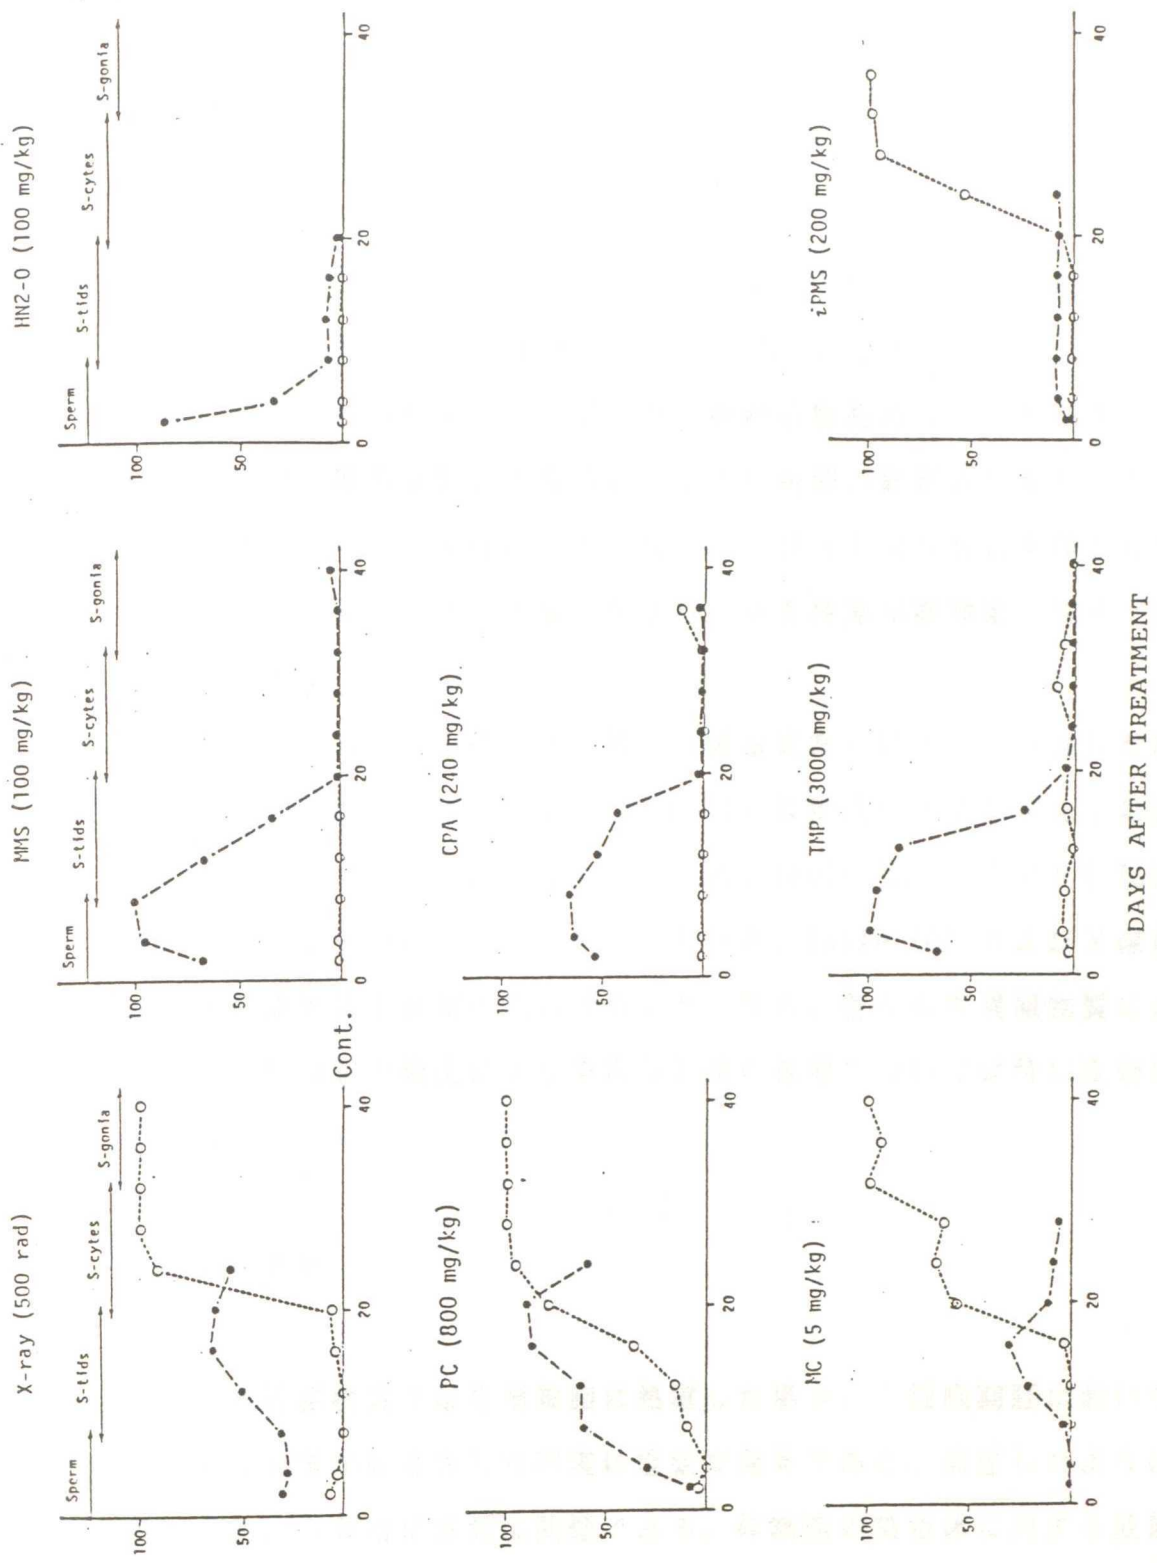 X-ray (500 rad)
Sperm
S-tids
S-cytes
S-gonia
100
50
Cont.
0
20
40
MMS (100 mg/kg)
Sperm
S-tids
S-cytes
S-gonia
100
50
0
20
40
HN2-O (100 mg/kg)
Sperm
S-tids
S-cytes
S-gonia
100
50
0
20
40
PC (800 mg/kg)
100
50
0
20
40
CPA (240 mg/kg)
100
50
0
20
40
MC (5 mg/kg)
100
50
0
20
40
TMP (3000 mg/kg)
100
50
0
20
40
iPMS (200 mg/kg)
100
50
0
20
40
DAYS AFTER TREATMENT